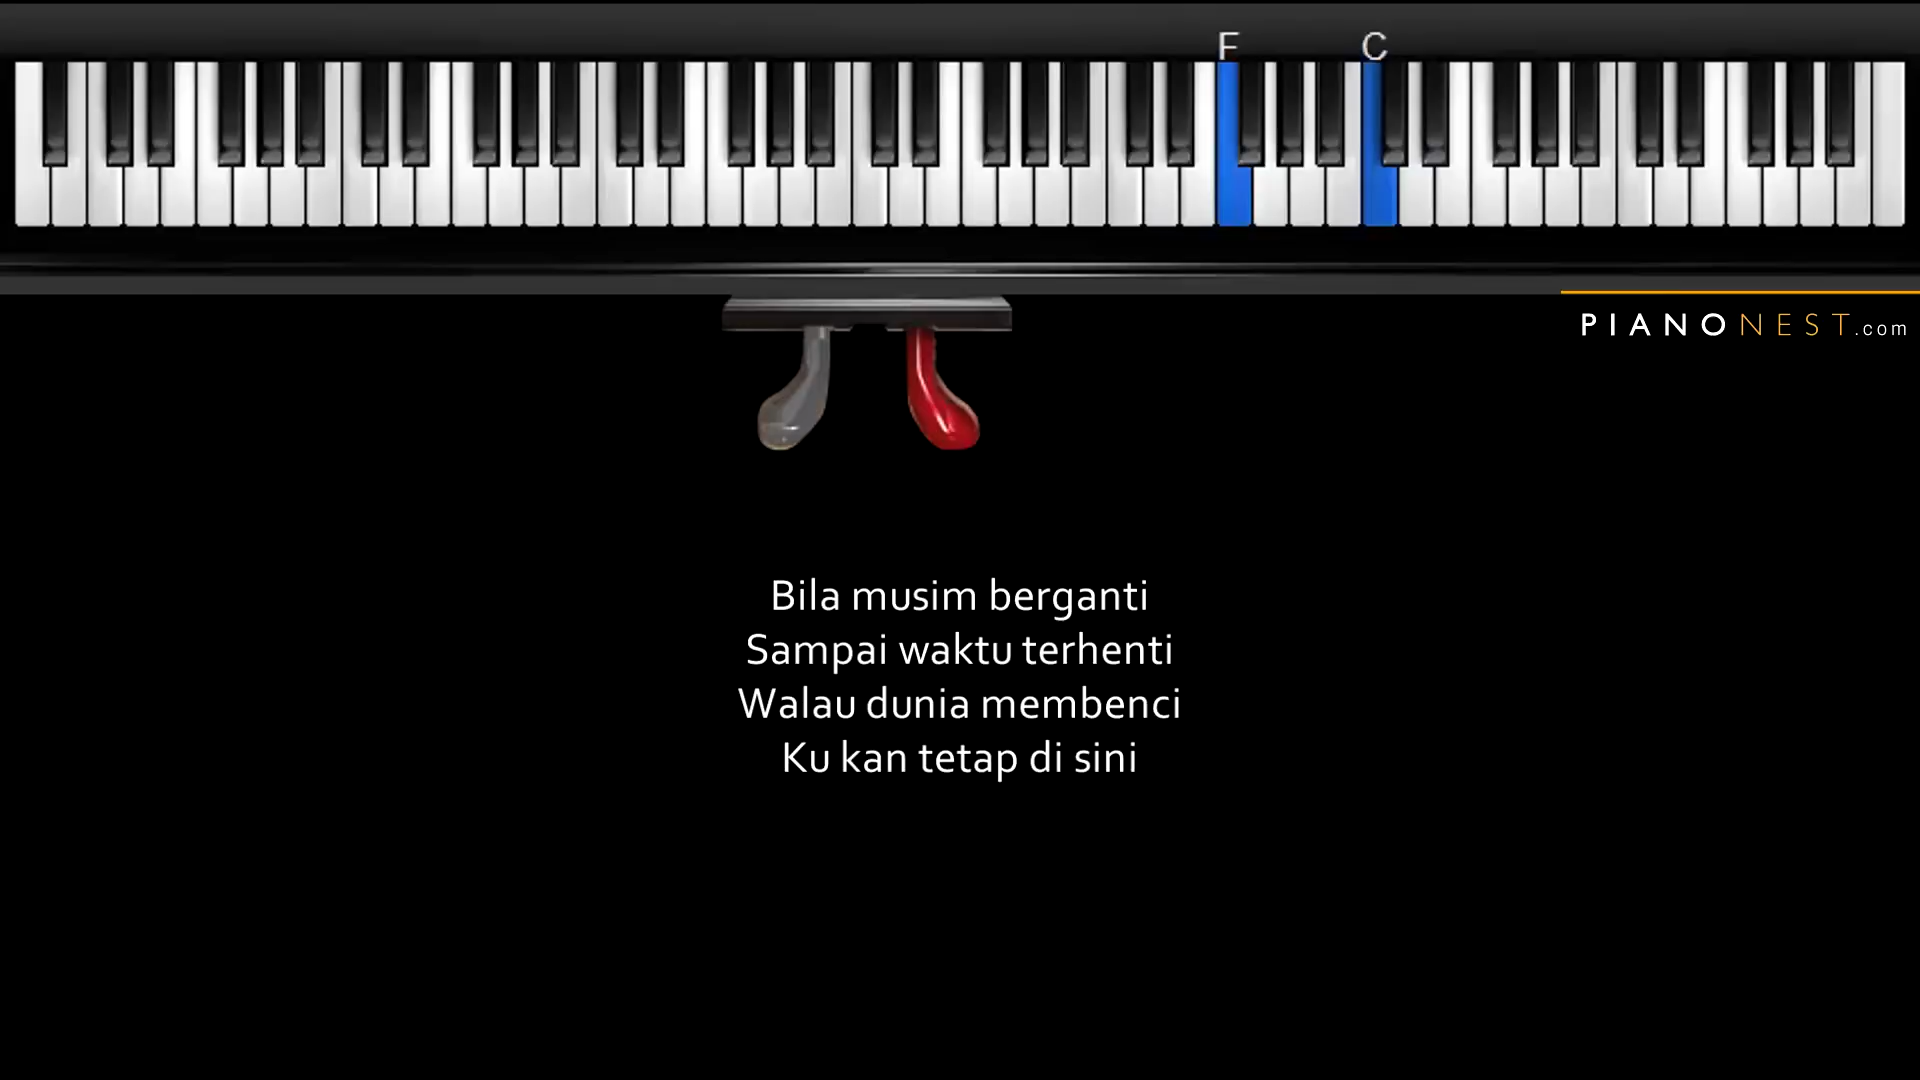 F C
PIANONEST.com
Bila musim berganti
Sampai waktu terhenti
Walau dunia membenci
Ku kan tetap di sini